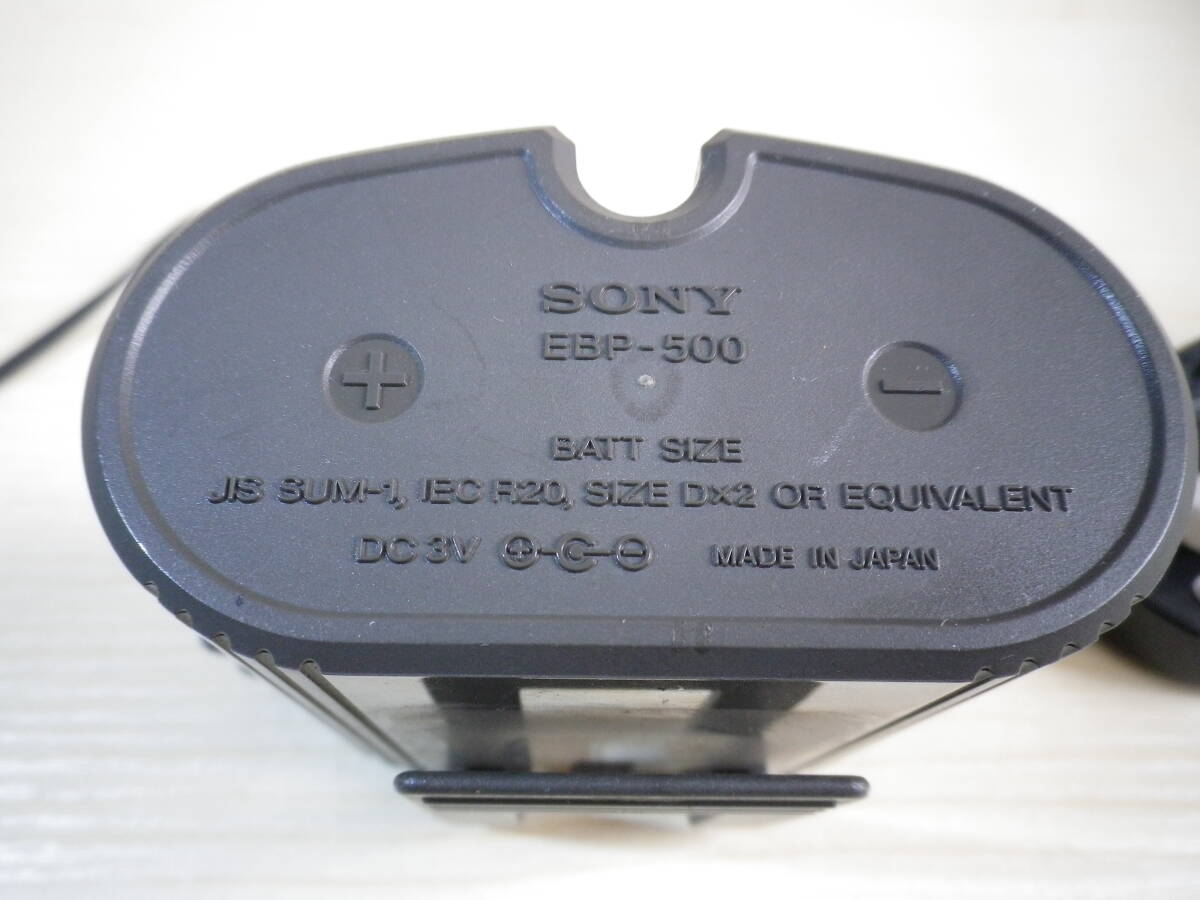 SONY
EBP-500
+ −
BATT SIZE
JIS SUM-1, IEC R20, SIZE D×2 OR EQUIVALENT
DC 3V MADE IN JAPAN